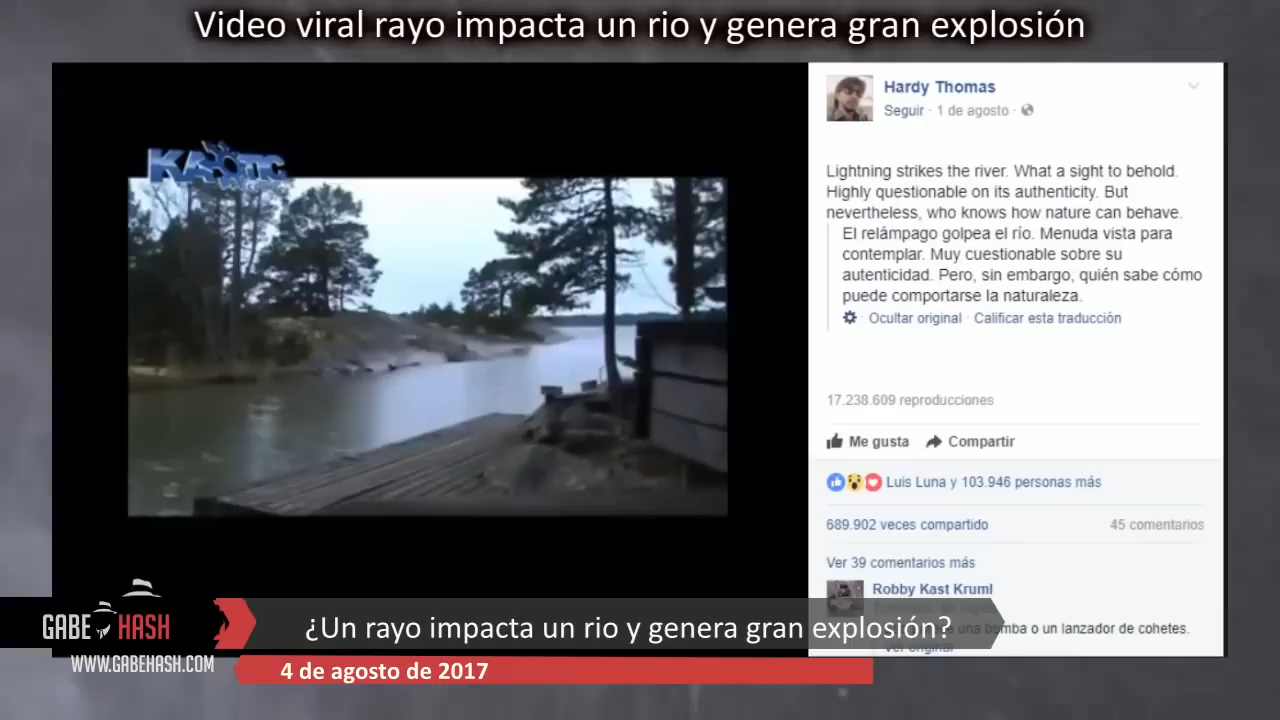 Video viral rayo impacta un rio y genera gran explosión
KAOTIC
Hardy Thomas
Seguir · 1 de agosto ·
Lightning strikes the river. What a sight to behold.
Highly questionable on its authenticity. But
nevertheless, who knows how nature can behave.
El relámpago golpea el río. Menuda vista para
contemplar. Muy cuestionable sobre su
autenticidad. Pero, sin embargo, quién sabe cómo
puede comportarse la naturaleza.
· Ocultar original · Calificar esta traducción
17.238.609 reproducciones
Me gusta Compartir
Luis Luna y 103.946 personas más
689.902 veces compartido 45 comentarios
Ver 39 comentarios más
Robby Kast Kruml
una bomba o un lanzador de cohetes.
Ver original
GABE HASH
WWW.GABEHASH.COM
¿Un rayo impacta un rio y genera gran explosión?
4 de agosto de 2017